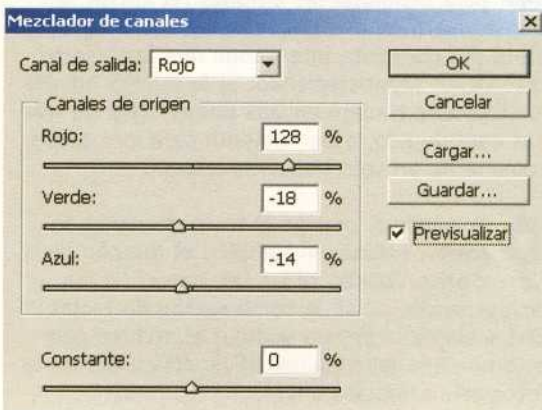 Mezclador de canales
Canal de salida: Rojo
OK
Cancelar
Cargar...
Guardar...
Previsualizar
Canales de origen
Rojo: 128 %
Verde: -18 %
Azul: -14 %
Constante: 0 %